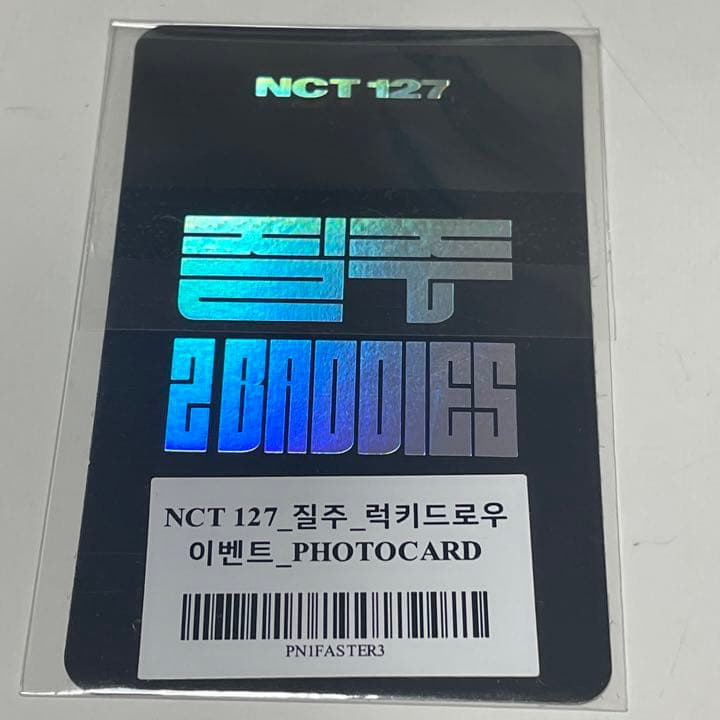 NCT 127
질주
2 BADDIES
NCT 127_질주_럭키드로우
이벤트_PHOTOCARD
PN1FASTER3